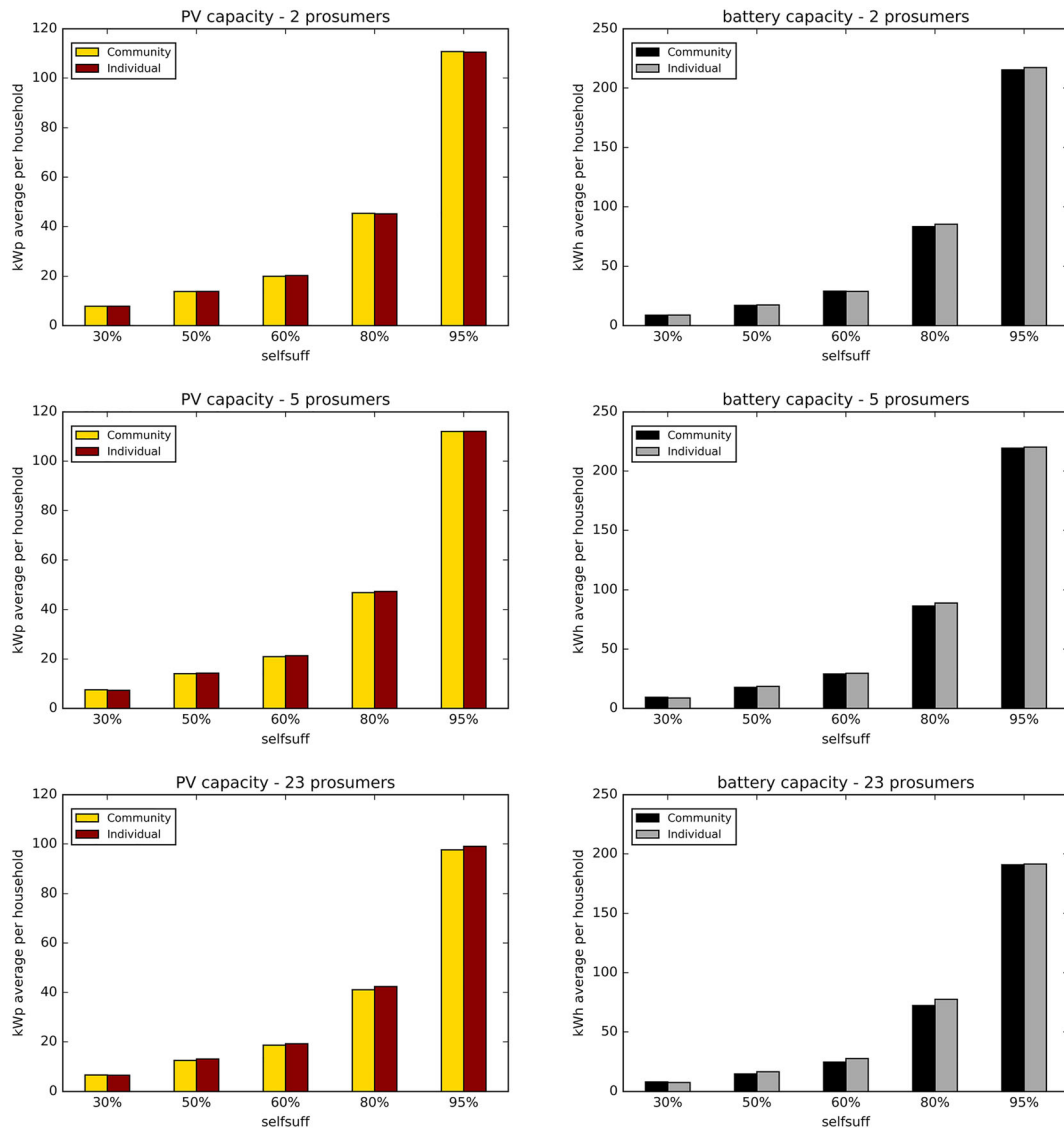 PV capacity - 2 prosumers
120
100
80
60
40
20
0
kWp average per household
Community
Individual
30% 50% 60% 80% 95%
selfsuff
battery capacity - 2 prosumers
250
200
150
100
50
0
kWh average per household
Community
Individual
30% 50% 60% 80% 95%
selfsuff
PV capacity - 5 prosumers
120
100
80
60
40
20
0
kWp average per household
Community
Individual
30% 50% 60% 80% 95%
selfsuff
battery capacity - 5 prosumers
250
200
150
100
50
0
kWh average per household
Community
Individual
30% 50% 60% 80% 95%
selfsuff
PV capacity - 23 prosumers
120
100
80
60
40
20
0
kWp average per household
Community
Individual
30% 50% 60% 80% 95%
selfsuff
battery capacity - 23 prosumers
250
200
150
100
50
0
kWh average per household
Community
Individual
30% 50% 60% 80% 95%
selfsuff